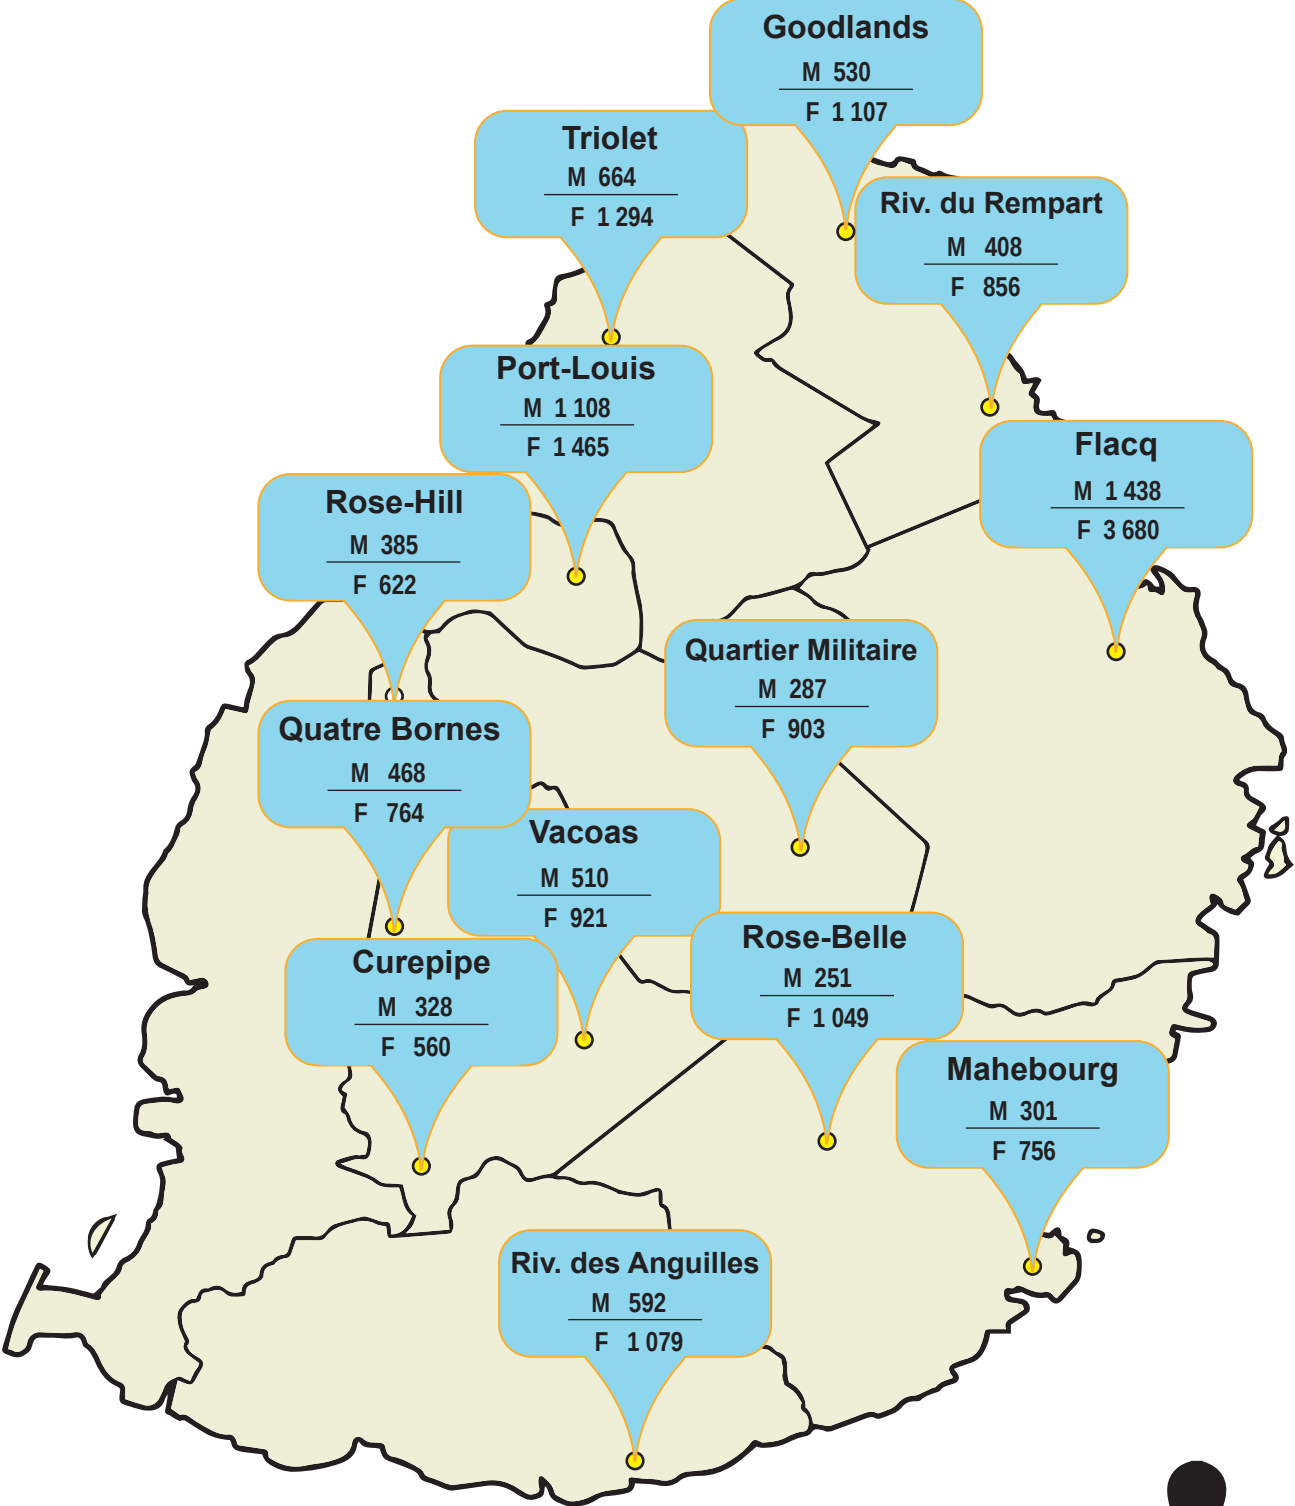 Goodlands
M 530
F 1 107
Triolet
M 664
F 1 294
Riv. du Rempart
M 408
F 856
Port-Louis
M 1 108
F 1 465
Flacq
M 1 438
F 3 680
Rose-Hill
M 385
F 622
Quartier Militaire
M 287
F 903
Quatre Bornes
M 468
F 764
Vacoas
M 510
F 921
Rose-Belle
M 251
F 1 049
Curepipe
M 328
F 560
Mahebourg
M 301
F 756
Riv. des Anguilles
M 592
F 1 079